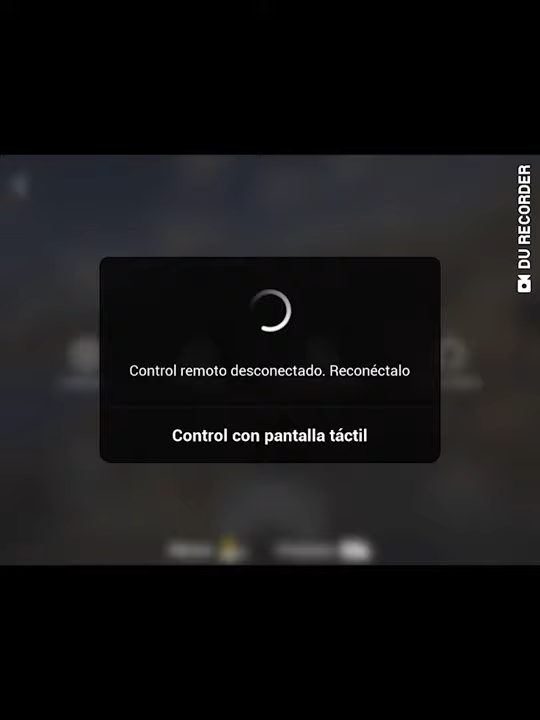 DU RECORDER
Control remoto desconectado. Reconéctalo
Control con pantalla táctil